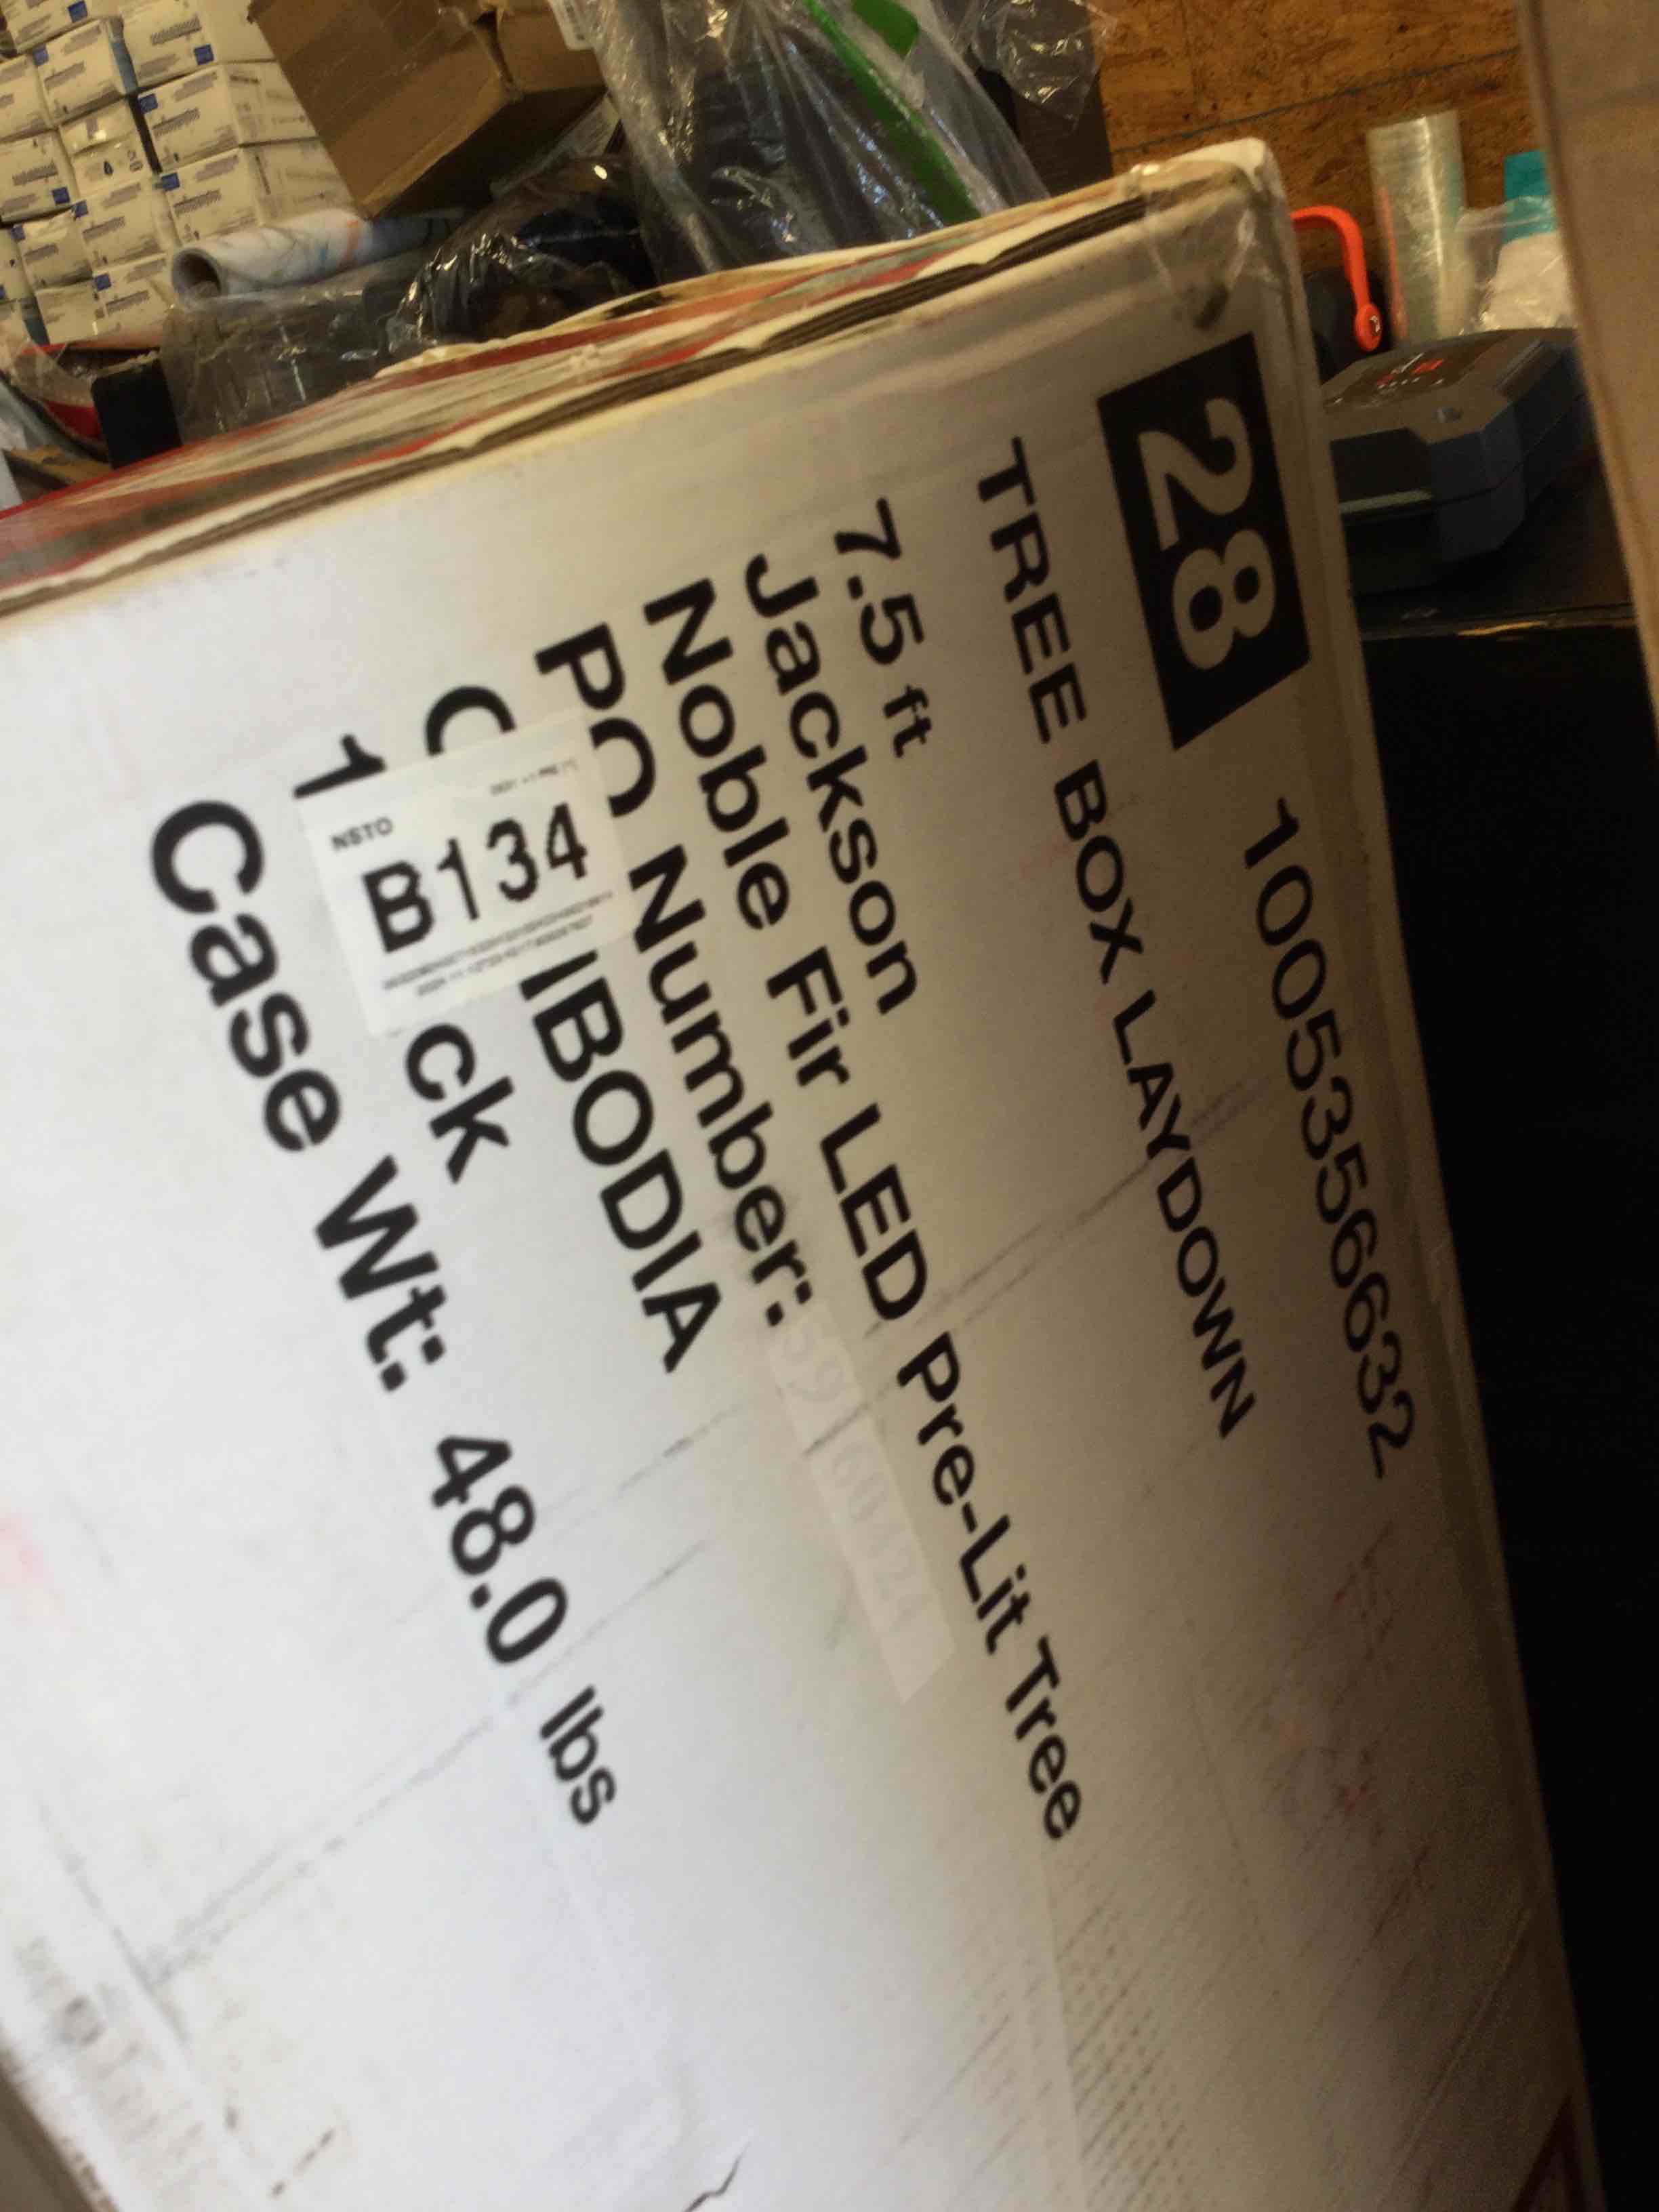 28 1005356632
TREE BOX LAYDOWN
7.5 ft
Jackson
Noble Fir LED Pre-Lit Tree
PO Number:
C IBODIA
1 ck
Case Wt: 48.0 lbs
NSTO
B134